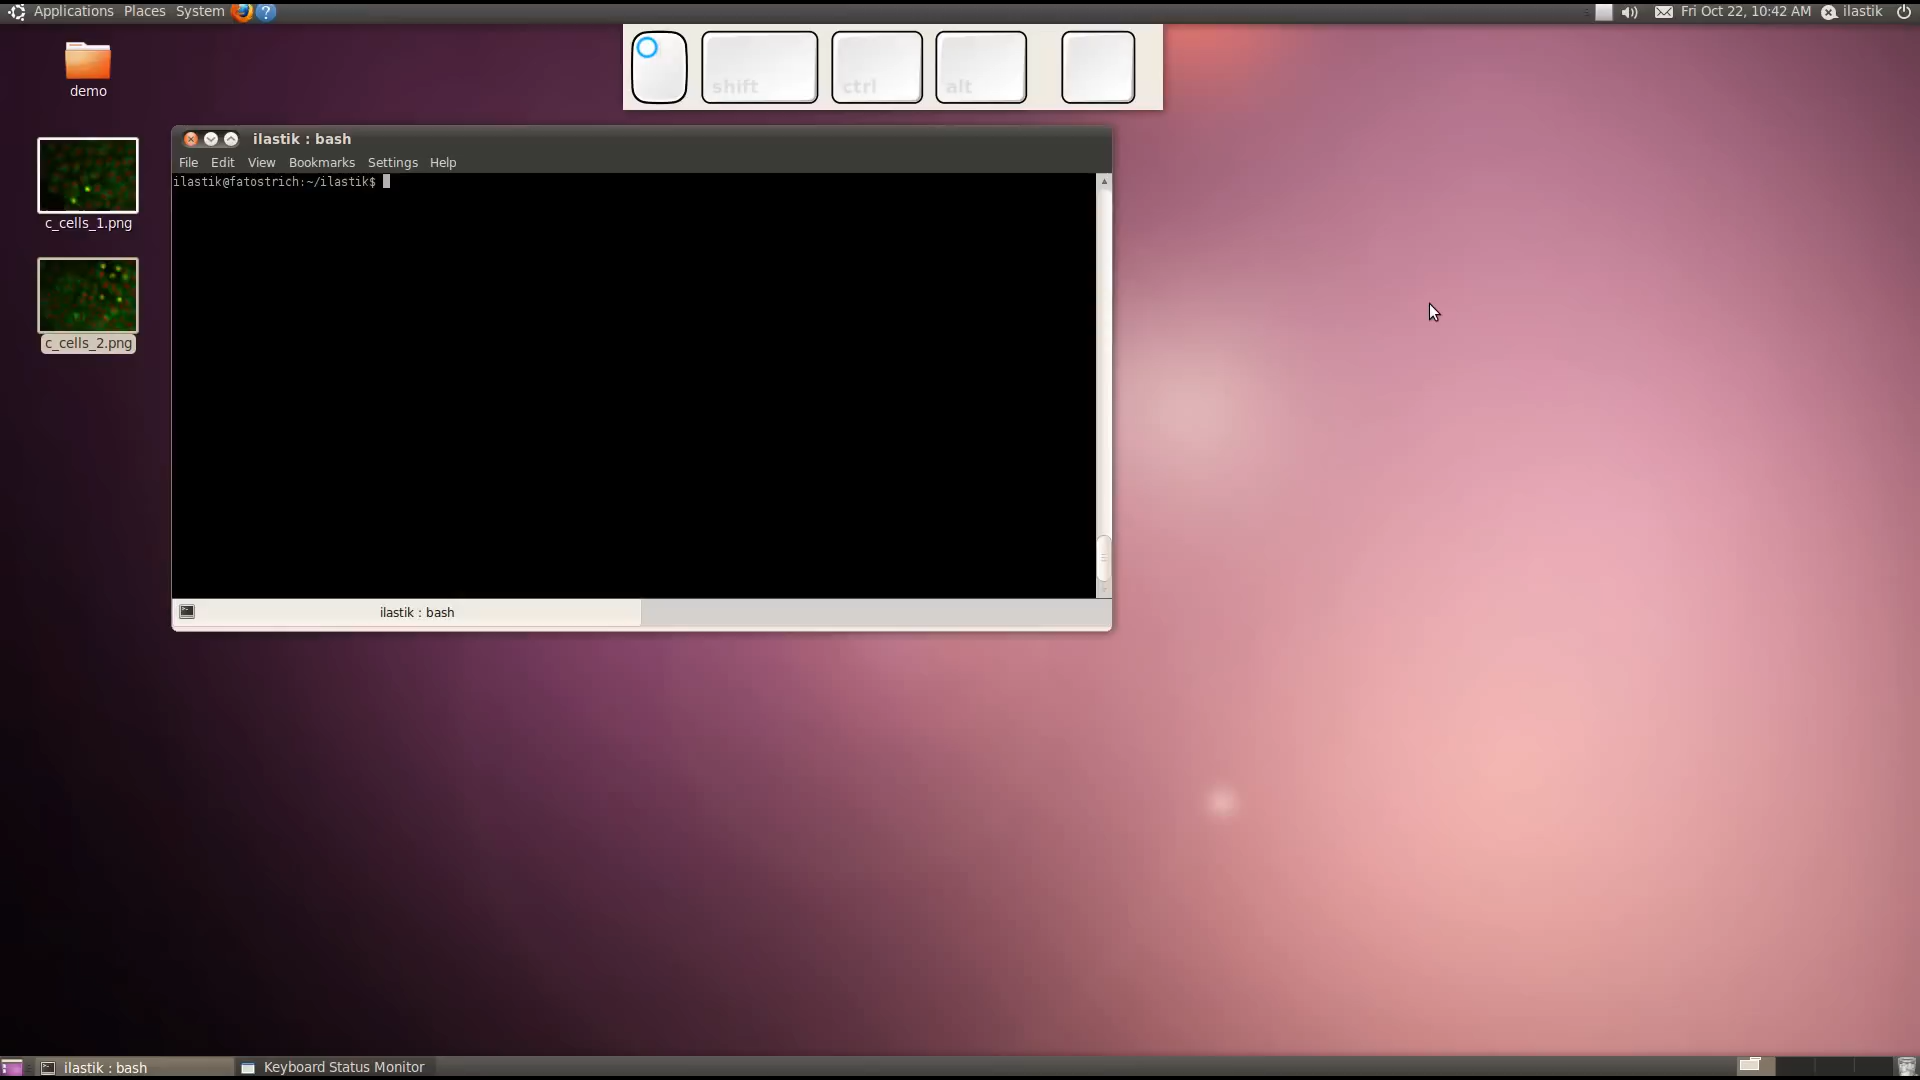 Applications Places System
Fri Oct 22, 10:42 AM ilastik
demo
shift ctrl alt
ilastik : bash
File Edit View Bookmarks Settings Help
ilastik@fatostrich:~/ilastik$
c_cells_1.png
c_cells_2.png
ilastik : bash
ilastik : bash Keyboard Status Monitor